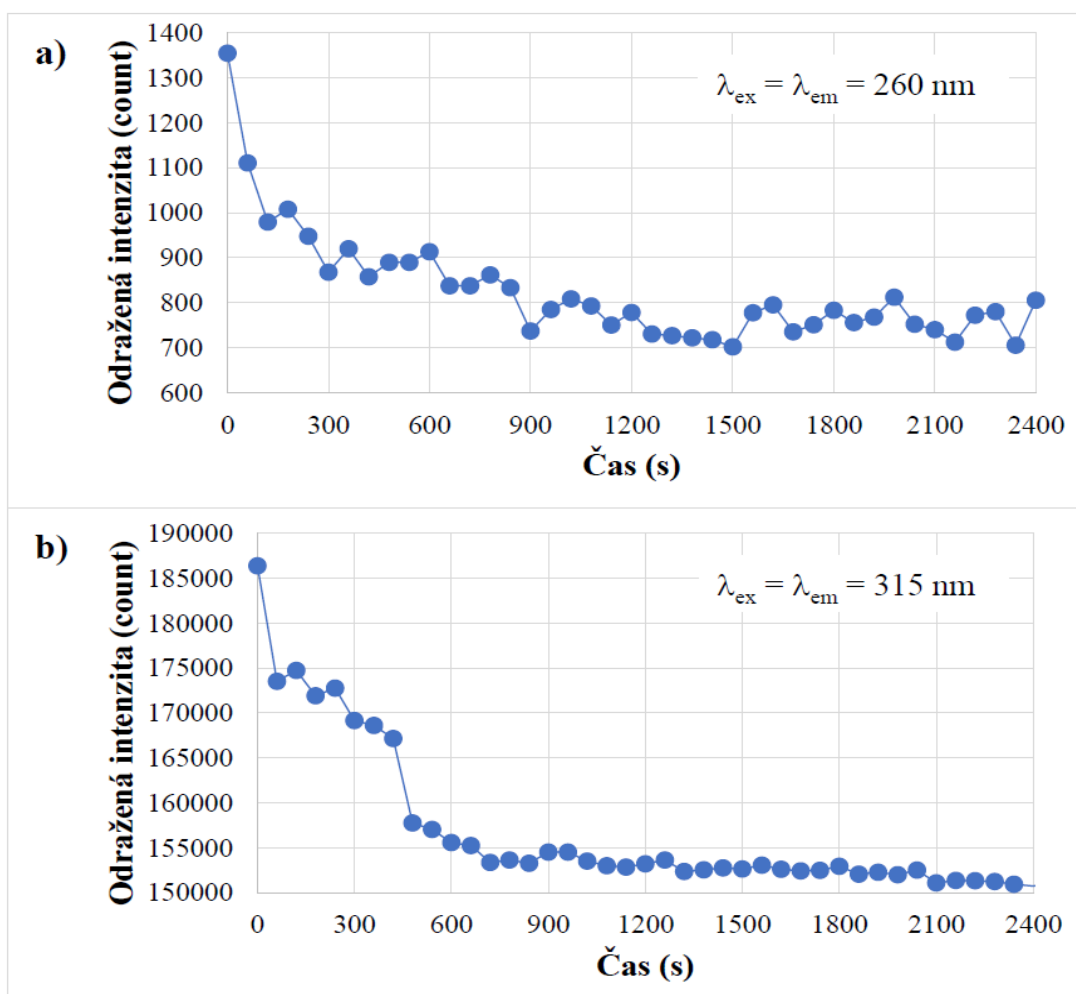 a)
Odražená intenzita (count)
1400
1300
1200
1100
1000
900
800
700
600
λex = λem = 260 nm
0 300 600 900 1200 1500 1800 2100 2400
Čas (s)
b)
Odražená intenzita (count)
190000
185000
180000
175000
170000
165000
160000
155000
150000
λex = λem = 315 nm
0 300 600 900 1200 1500 1800 2100 2400
Čas (s)